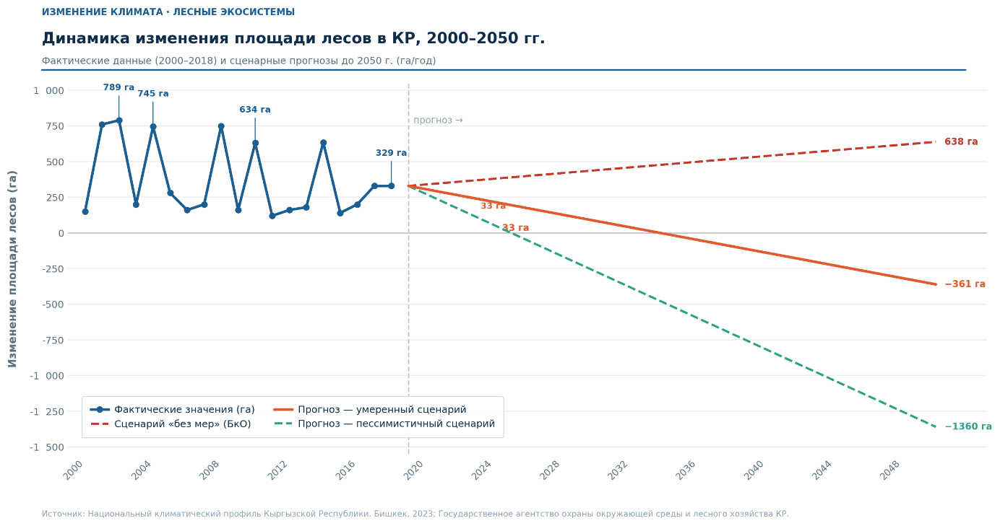 ИЗМЕНЕНИЕ КЛИМАТА · ЛЕСНЫЕ ЭКОСИСТЕМЫ
Динамика изменения площади лесов в КР, 2000–2050 гг.
Фактические данные (2000–2018) и сценарные прогнозы до 2050 г. (га/год)
Изменение площади лесов (га)
1 000
750
500
250
0
-250
-500
-750
-1 000
-1 250
-1 500
789 га
745 га
634 га
329 га
прогноз →
638 га
33 га
33 га
−361 га
−1360 га
Фактические значения (га)
Сценарий «без мер» (БкО)
Прогноз — умеренный сценарий
Прогноз — пессимистичный сценарий
2000
2004
2008
2012
2016
2020
2024
2028
2032
2036
2040
2044
2048
Источник: Национальный климатический профиль Кыргызской Республики. Бишкек, 2023; Государственное агентство охраны окружающей среды и лесного хозяйства КР.